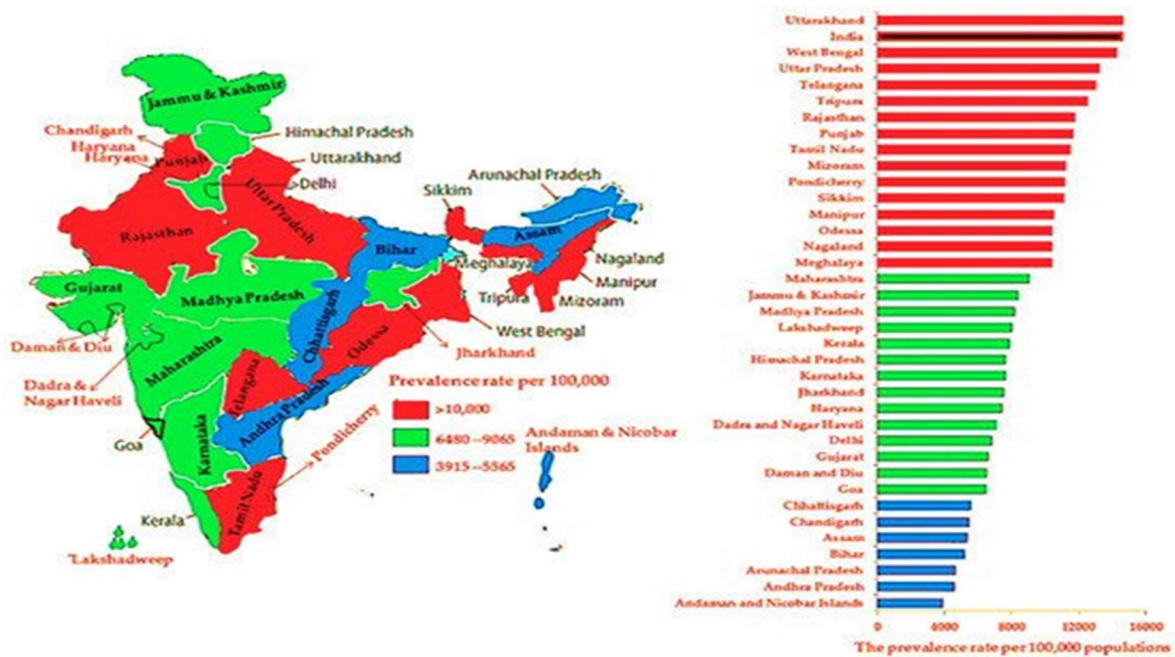 Jammu & Kashmir
Chandigarh
Haryana
Haryana
Punjab
Himachal Pradesh
Uttarakhand
Delhi
Uttar Pradesh
Rajasthan
Sikkim
Arunachal Pradesh
Assam
Bihar
Meghalaya
Nagaland
Manipur
Tripura
Mizoram
West Bengal
Jharkhand
Gujarat
Madhya Pradesh
Chhattisgarh
Odessa
Daman & Diu
Maharashtra
Dadra &
Nagar Haveli
Telangana
Andhra Pradesh
Goa
Karnataka
Pondicherry
Kerala
Tamil Nadu
Lakshadweep
Prevalence rate per 100,000
>10,000
6480--9065
3915--5565
Andaman & Nicobar
Islands
Uttarakhand
India
West Bengal
Uttar Pradesh
Telangana
Tripura
Rajasthan
Punjab
Tamil Nadu
Mizoram
Pondicherry
Sikkim
Manipur
Odessa
Nagaland
Meghalaya
Maharashtra
Jammu & Kashmir
Madhya Pradesh
Lakshadweep
Kerala
Himachal Pradesh
Karnataka
Jharkhand
Haryana
Dadra and Nagar Haveli
Delhi
Gujarat
Daman and Diu
Goa
Chhattisgarh
Chandigarh
Assam
Bihar
Arunachal Pradesh
Andhra Pradesh
Andaman and Nicobar Islands
0 4000 8000 12000 16000
The prevalence rate per 100,000 populations